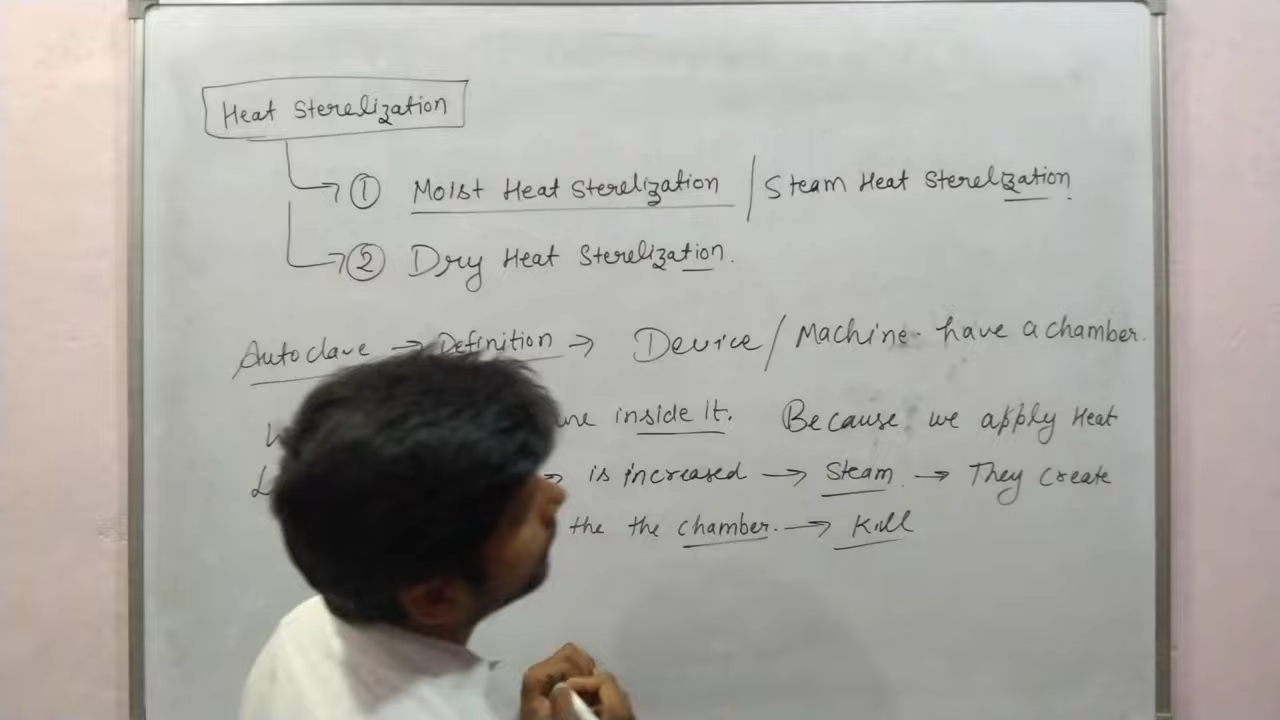 Heat Sterelization
→ ① Moist Heat Sterelization / Steam Heat Sterelization.
→ ② Dry Heat Sterelization.
Autoclave → Definition → Device / Machine have a chamber.
inside it. Because we apply Heat
is increased → Steam → They create
the the chamber. → Kill